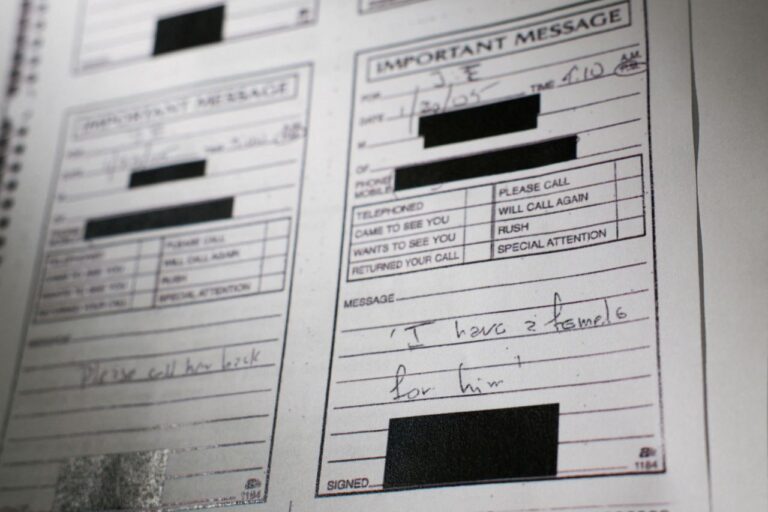 IMPORTANT MESSAGE
FOR J.E
DATE 1/20/05 TIME 9.10 A.M. P.M.
M
OF
PHONE/
MOBILE
TELEPHONED PLEASE CALL
CAME TO SEE YOU WILL CALL AGAIN
WANTS TO SEE YOU RUSH
RETURNED YOUR CALL SPECIAL ATTENTION
MESSAGE
"I have a female
for him"
SIGNED
1184
IMPORTANT MESSAGE
PLEASE CALL
CAME TO SEE YOU WILL CALL AGAIN
WANTS TO SEE YOU RUSH
RETURNED YOUR CALL SPECIAL ATTENTION
MESSAGE
Please call her back
1184